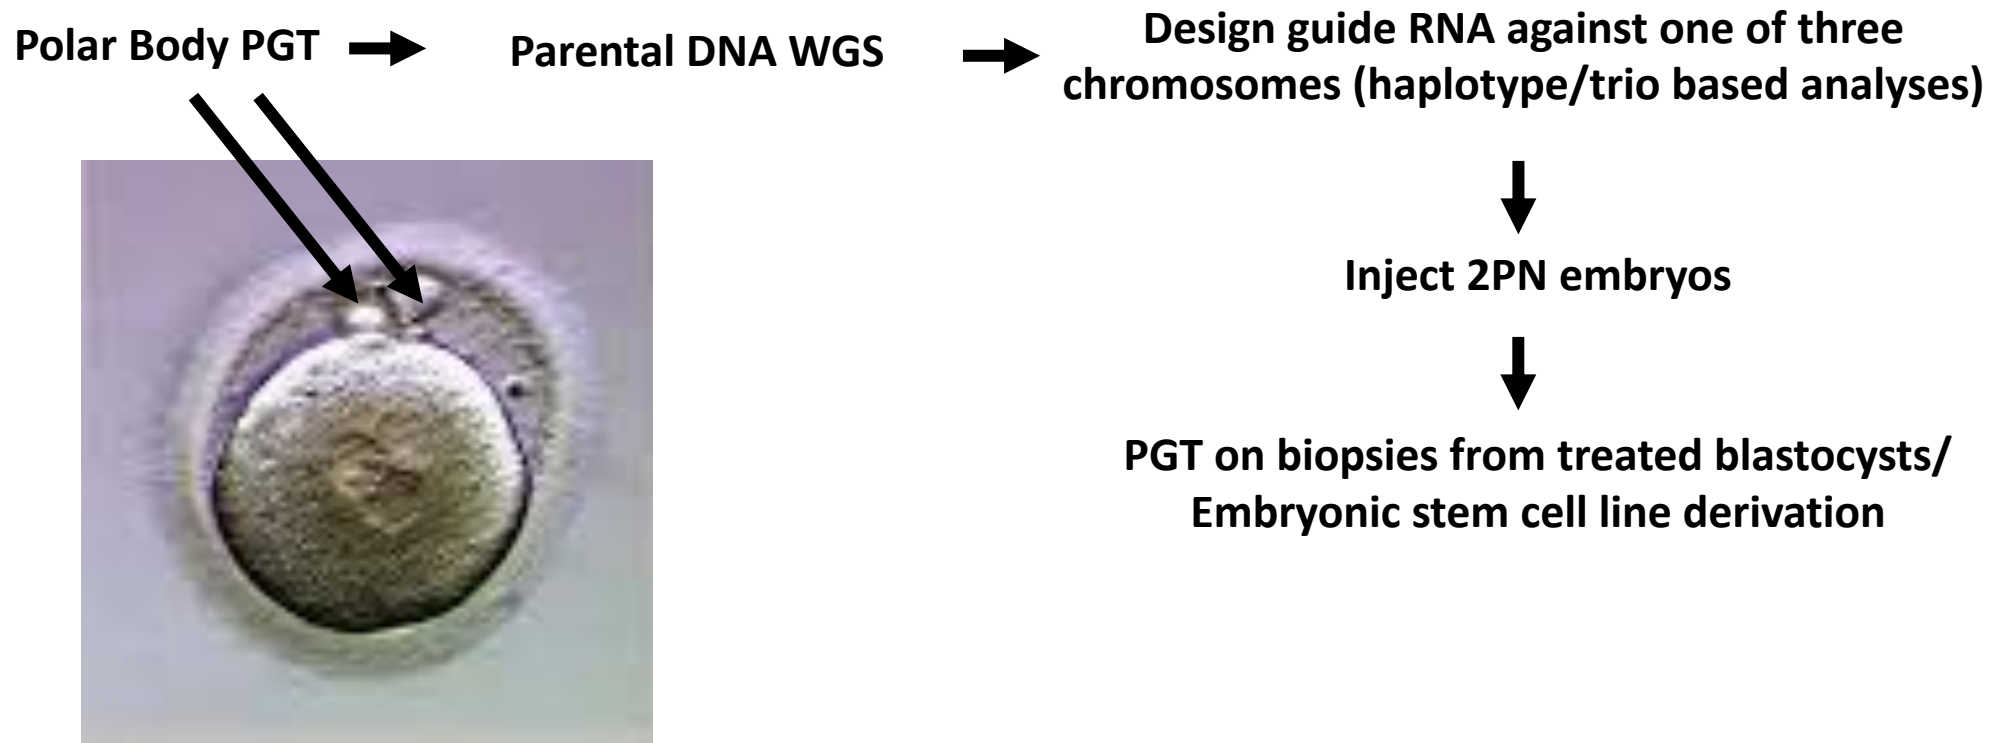 Polar Body PGT
Parental DNA WGS
Design guide RNA against one of three
chromosomes (haplotype/trio based analyses)
Inject 2PN embryos
PGT on biopsies from treated blastocysts/
Embryonic stem cell line derivation